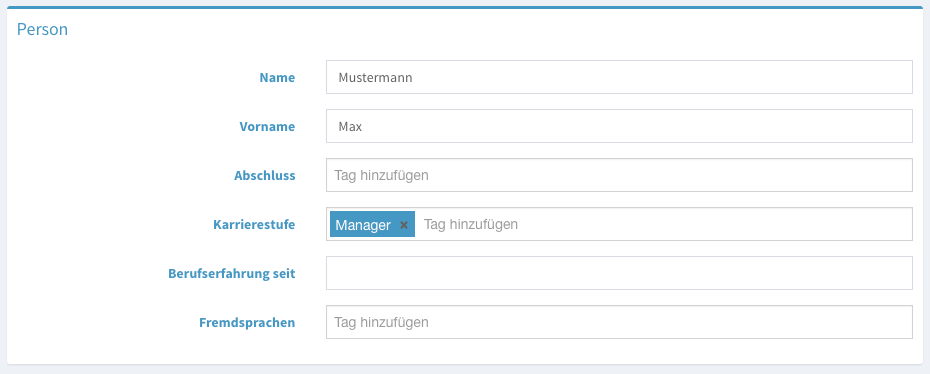 Person
Name Mustermann
Vorname Max
Abschluss Tag hinzufügen
Karrierestufe Manager × Tag hinzufügen
Berufserfahrung seit
Fremdsprachen Tag hinzufügen